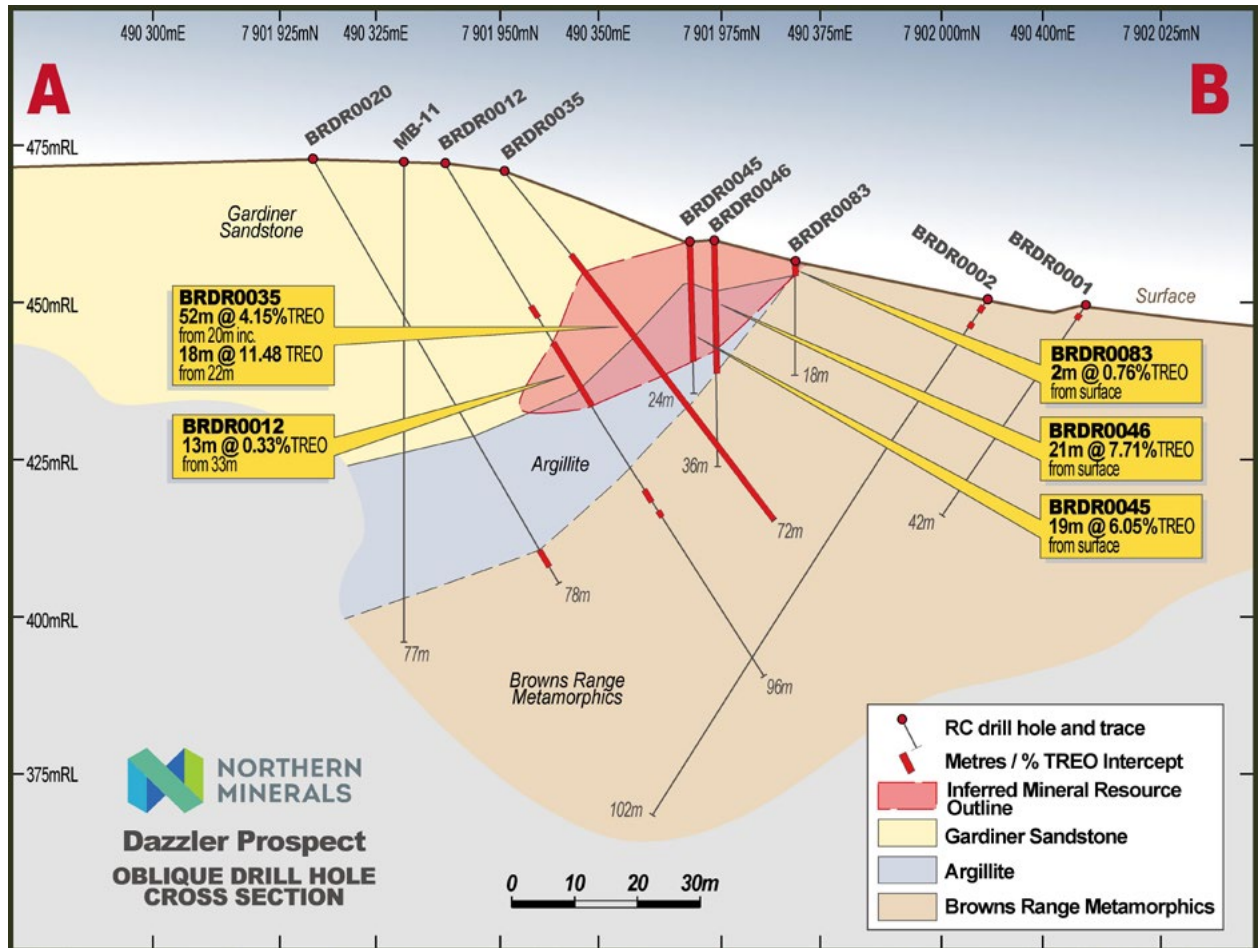 490 300mE
7 901 925mN
490 325mE
7 901 950mN
490 350mE
7 901 975mN
490 375mE
7 902 000mN
490 400mE
7 902 025mN
A
B
BRDR0020
MB-11
BRDR0012
BRDR0035
BRDR0045
BRDR0046
BRDR0083
BRDR0002
BRDR0001
475mRL
450mRL
425mRL
400mRL
375mRL
Gardiner
Sandstone
Surface
BRDR0035
52m @ 4.15%TREO
from 20m inc.
18m @ 11.48 TREO
from 22m
BRDR0012
13m @ 0.33%TREO
from 33m
BRDR0083
2m @ 0.76%TREO
from surface
BRDR0046
21m @ 7.71%TREO
from surface
BRDR0045
19m @ 6.05%TREO
from surface
Argillite
Browns Range
Metamorphics
18m
24m
36m
72m
42m
78m
77m
96m
102m
NORTHERN
MINERALS
Dazzler Prospect
OBLIQUE DRILL HOLE
CROSS SECTION
0 10 20 30m
RC drill hole and trace
Metres / % TREO Intercept
Inferred Mineral Resource
Outline
Gardiner Sandstone
Argillite
Browns Range Metamorphics